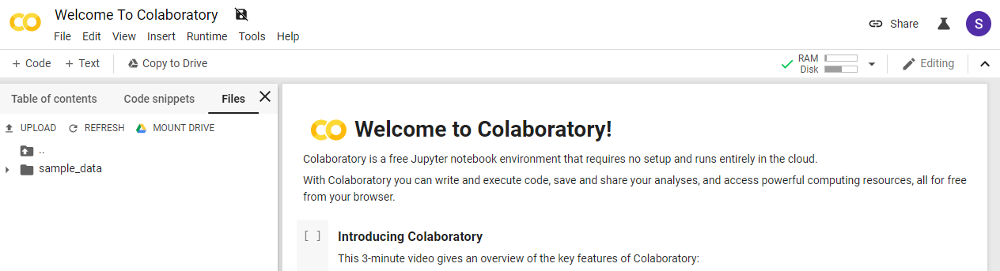 Welcome To Colaboratory
File Edit View Insert Runtime Tools Help
Share
S
+ Code + Text Copy to Drive
RAM
Disk
Editing
Table of contents Code snippets Files
UPLOAD REFRESH MOUNT DRIVE
..
sample_data
CO Welcome to Colaboratory!
Colaboratory is a free Jupyter notebook environment that requires no setup and runs entirely in the cloud.
With Colaboratory you can write and execute code, save and share your analyses, and access powerful computing resources, all for free
from your browser.
[ ] Introducing Colaboratory
This 3-minute video gives an overview of the key features of Colaboratory: